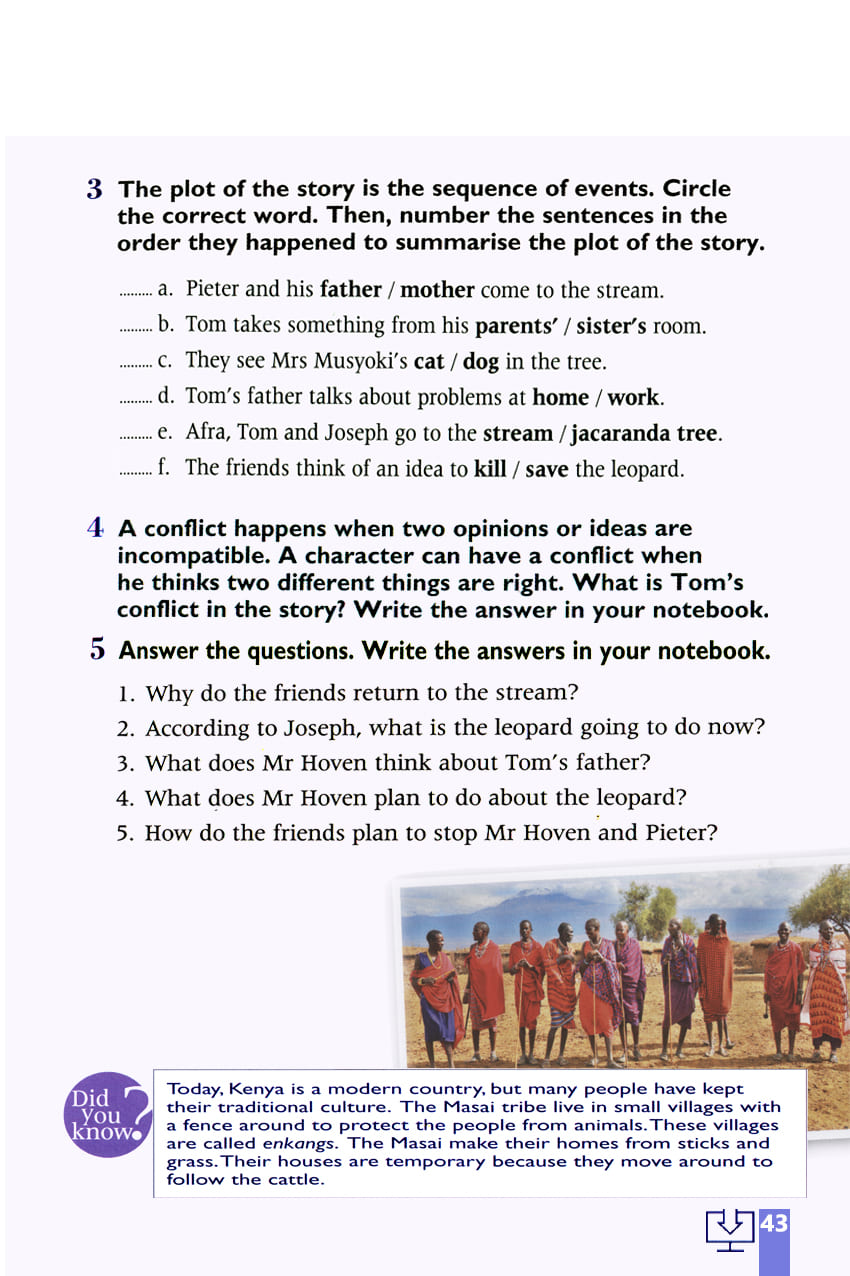 3 The plot of the story is the sequence of events. Circle
the correct word. Then, number the sentences in the
order they happened to summarise the plot of the story.
......... a. Pieter and his father / mother come to the stream.
......... b. Tom takes something from his parents' / sister's room.
......... c. They see Mrs Musyoki's cat / dog in the tree.
......... d. Tom's father talks about problems at home / work.
......... e. Afra, Tom and Joseph go to the stream / jacaranda tree.
......... f. The friends think of an idea to kill / save the leopard.
4 A conflict happens when two opinions or ideas are
incompatible. A character can have a conflict when
he thinks two different things are right. What is Tom's
conflict in the story? Write the answer in your notebook.
5 Answer the questions. Write the answers in your notebook.
1. Why do the friends return to the stream?
2. According to Joseph, what is the leopard going to do now?
3. What does Mr Hoven think about Tom's father?
4. What does Mr Hoven plan to do about the leopard?
5. How do the friends plan to stop Mr Hoven and Pieter?
Did
you
know?
Today, Kenya is a modern country, but many people have kept
their traditional culture. The Masai tribe live in small villages with
a fence around to protect the people from animals. These villages
are called enkangs. The Masai make their homes from sticks and
grass. Their houses are temporary because they move around to
follow the cattle.
43